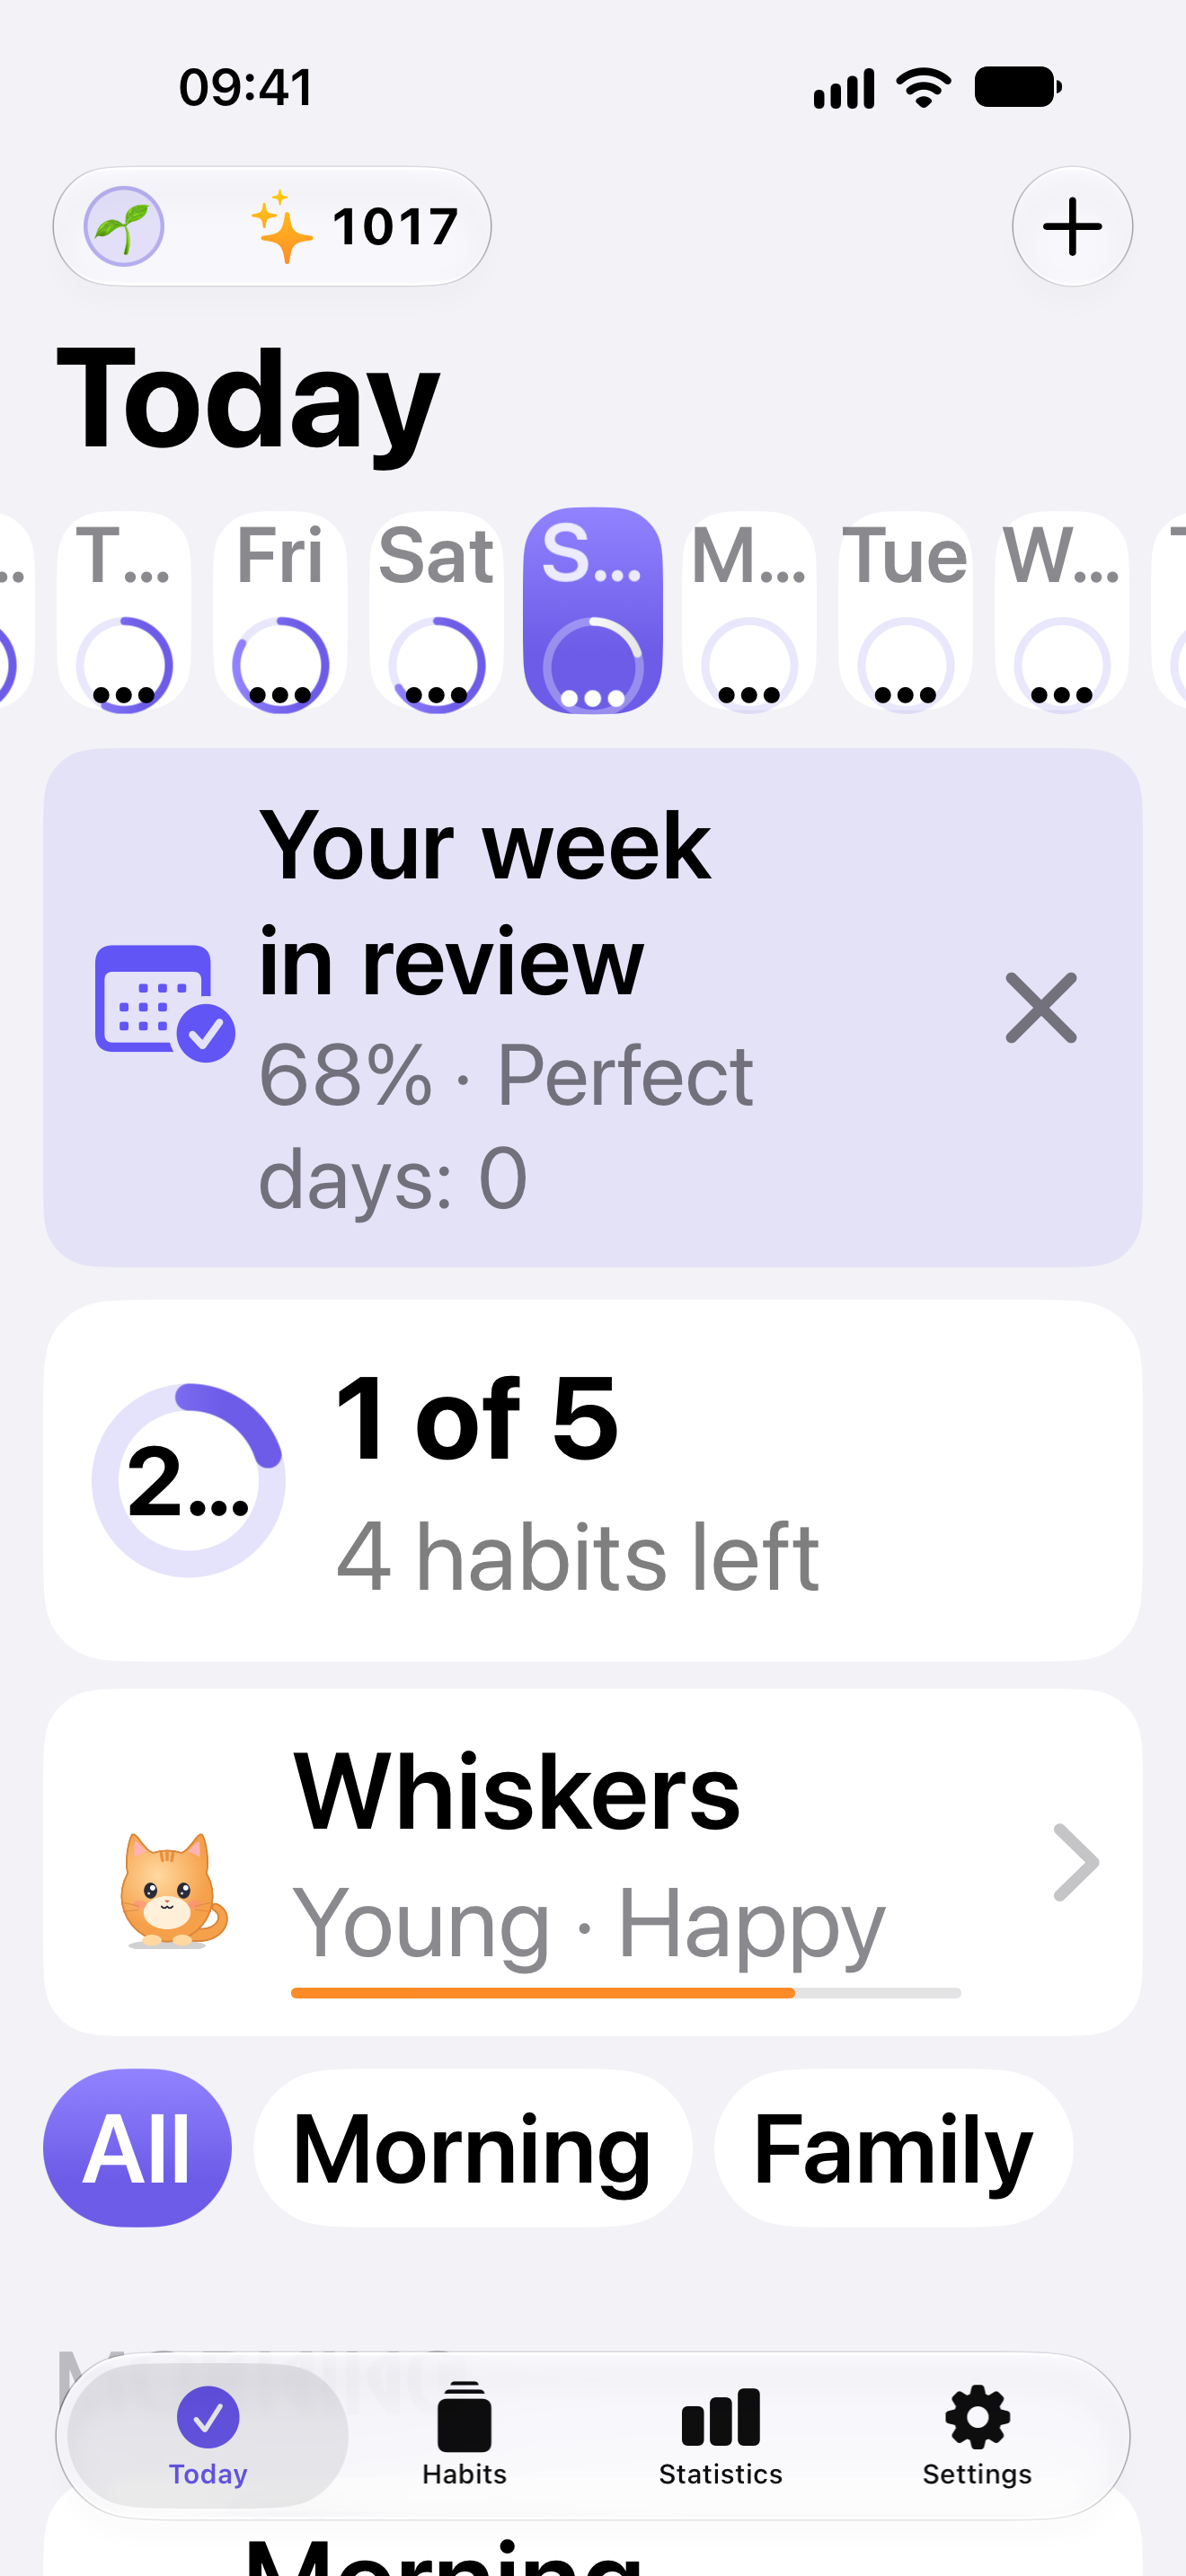 09:41
1017
Today
T... Fri Sat S... M... Tue W...
...
Your week
in review
68% · Perfect
days: 0
2...
1 of 5
4 habits left
Whiskers
Young · Happy
All Morning Family
Today Habits Statistics Settings
Morning